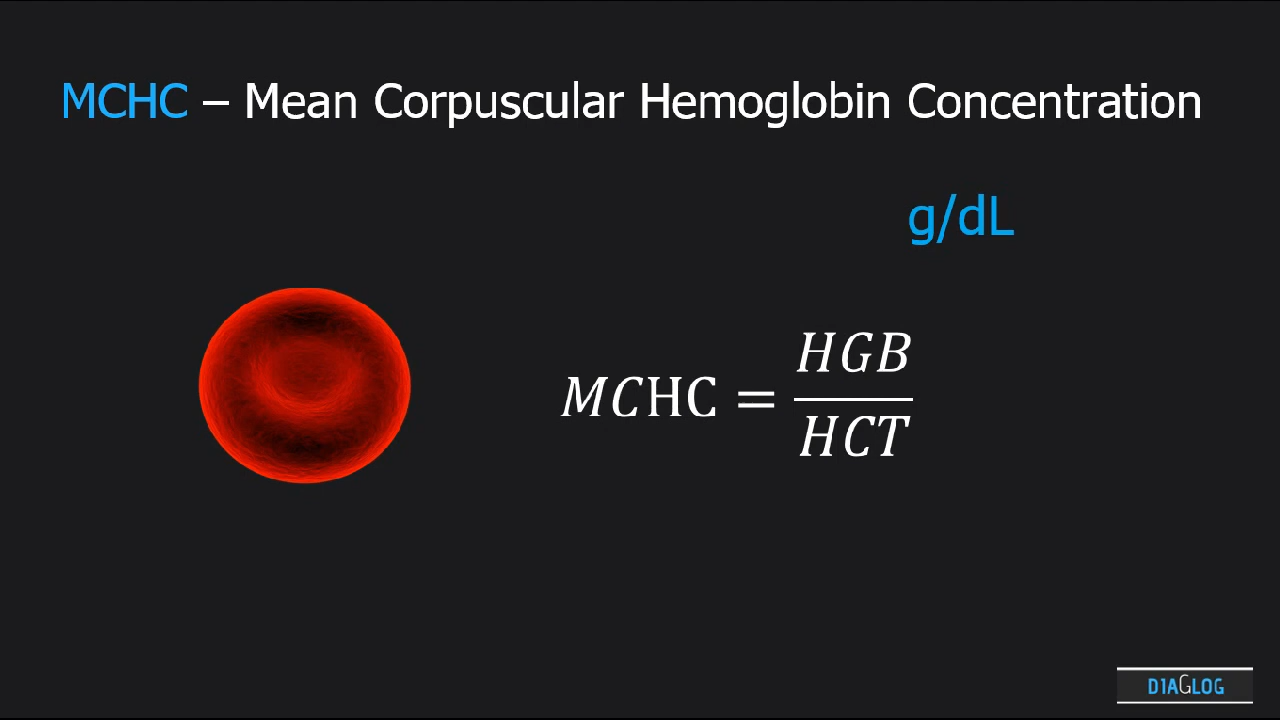 MCHC – Mean Corpuscular Hemoglobin Concentration
g/dL
MCHC = HGB / HCT
DIAGLOG